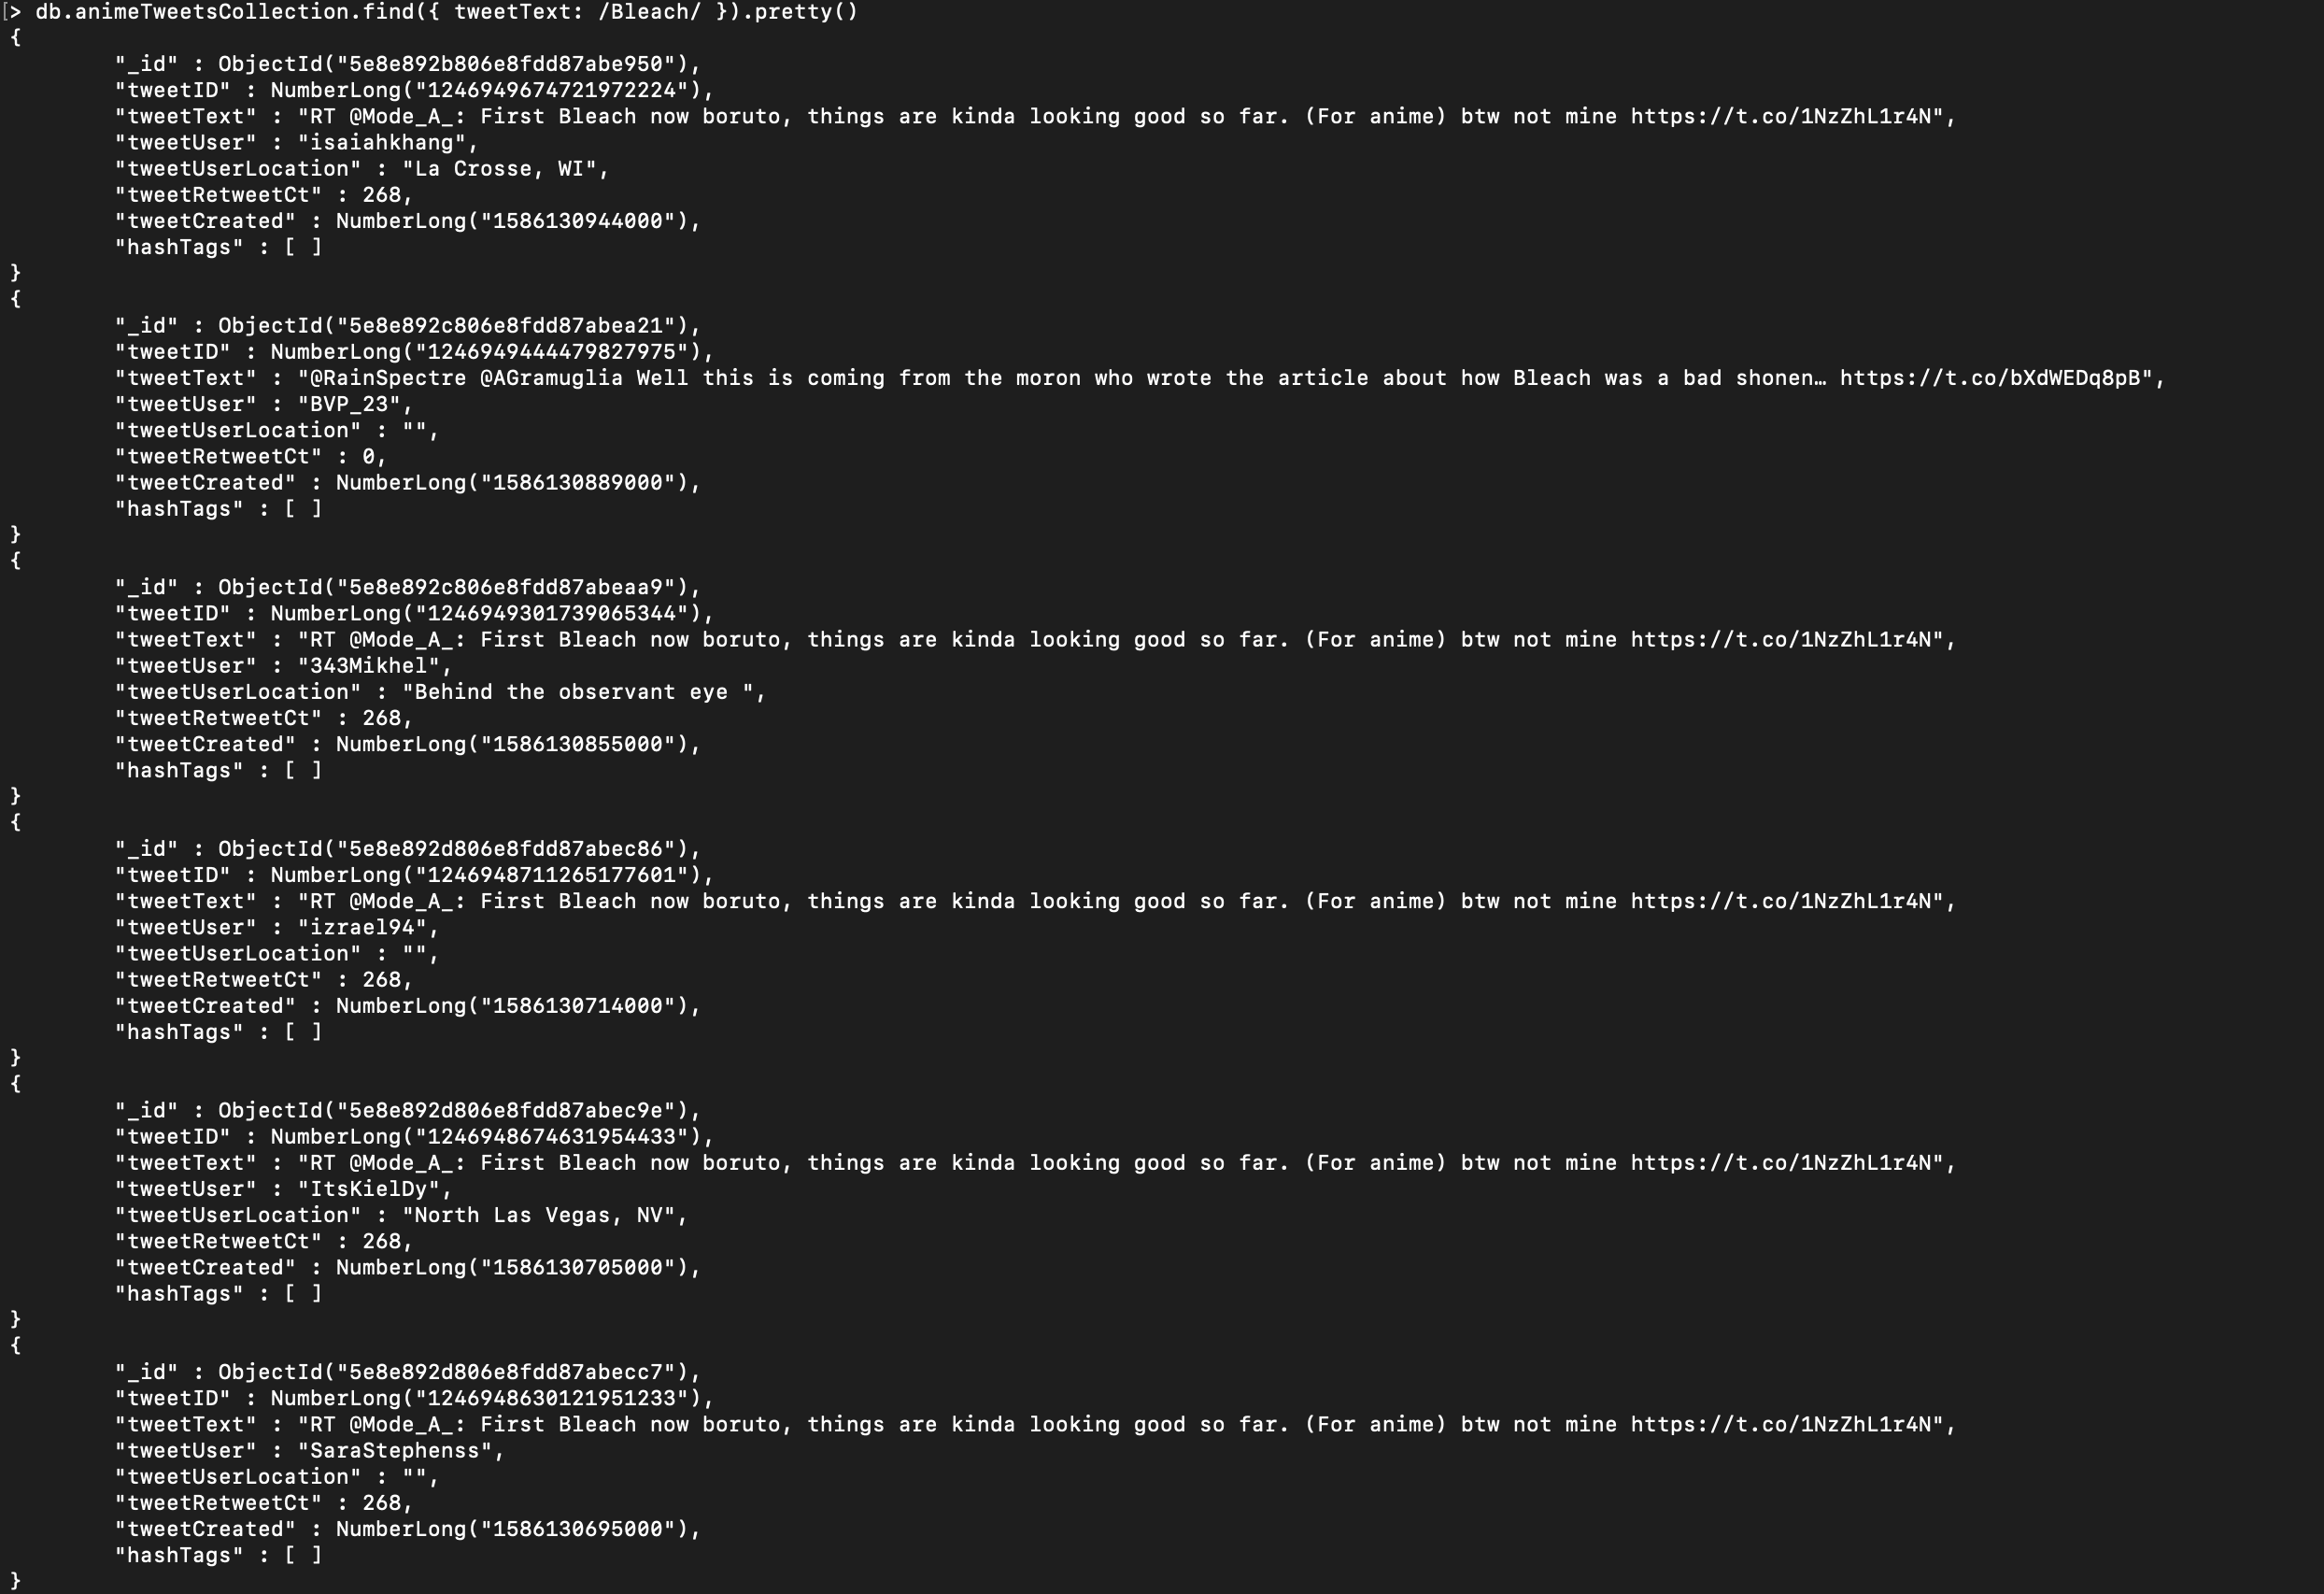 [> db.animeTweetsCollection.find({ tweetText: /Bleach/ }).pretty()
{
        "_id" : ObjectId("5e8e892b806e8fdd87abe950"),
        "tweetID" : NumberLong("1246949674721972224"),
        "tweetText" : "RT @Mode_A_: First Bleach now boruto, things are kinda looking good so far. (For anime) btw not mine https://t.co/1NzZhL1r4N",
        "tweetUser" : "isaiahkhang",
        "tweetUserLocation" : "La Crosse, WI",
        "tweetRetweetCt" : 268,
        "tweetCreated" : NumberLong("1586130944000"),
        "hashTags" : [ ]
}
{
        "_id" : ObjectId("5e8e892c806e8fdd87abea21"),
        "tweetID" : NumberLong("1246949444479827975"),
        "tweetText" : "@RainSpectre @AGramuglia Well this is coming from the moron who wrote the article about how Bleach was a bad shonen… https://t.co/bXdWEDq8pB",
        "tweetUser" : "BVP_23",
        "tweetUserLocation" : "",
        "tweetRetweetCt" : 0,
        "tweetCreated" : NumberLong("1586130889000"),
        "hashTags" : [ ]
}
{
        "_id" : ObjectId("5e8e892c806e8fdd87abeaa9"),
        "tweetID" : NumberLong("1246949301739065344"),
        "tweetText" : "RT @Mode_A_: First Bleach now boruto, things are kinda looking good so far. (For anime) btw not mine https://t.co/1NzZhL1r4N",
        "tweetUser" : "343Mikhel",
        "tweetUserLocation" : "Behind the observant eye ",
        "tweetRetweetCt" : 268,
        "tweetCreated" : NumberLong("1586130855000"),
        "hashTags" : [ ]
}
{
        "_id" : ObjectId("5e8e892d806e8fdd87abec86"),
        "tweetID" : NumberLong("1246948711265177601"),
        "tweetText" : "RT @Mode_A_: First Bleach now boruto, things are kinda looking good so far. (For anime) btw not mine https://t.co/1NzZhL1r4N",
        "tweetUser" : "izrael94",
        "tweetUserLocation" : "",
        "tweetRetweetCt" : 268,
        "tweetCreated" : NumberLong("1586130714000"),
        "hashTags" : [ ]
}
{
        "_id" : ObjectId("5e8e892d806e8fdd87abec9e"),
        "tweetID" : NumberLong("1246948674631954433"),
        "tweetText" : "RT @Mode_A_: First Bleach now boruto, things are kinda looking good so far. (For anime) btw not mine https://t.co/1NzZhL1r4N",
        "tweetUser" : "ItsKielDy",
        "tweetUserLocation" : "North Las Vegas, NV",
        "tweetRetweetCt" : 268,
        "tweetCreated" : NumberLong("1586130705000"),
        "hashTags" : [ ]
}
{
        "_id" : ObjectId("5e8e892d806e8fdd87abecc7"),
        "tweetID" : NumberLong("1246948630121951233"),
        "tweetText" : "RT @Mode_A_: First Bleach now boruto, things are kinda looking good so far. (For anime) btw not mine https://t.co/1NzZhL1r4N",
        "tweetUser" : "SaraStephenss",
        "tweetUserLocation" : "",
        "tweetRetweetCt" : 268,
        "tweetCreated" : NumberLong("1586130695000"),
        "hashTags" : [ ]
}